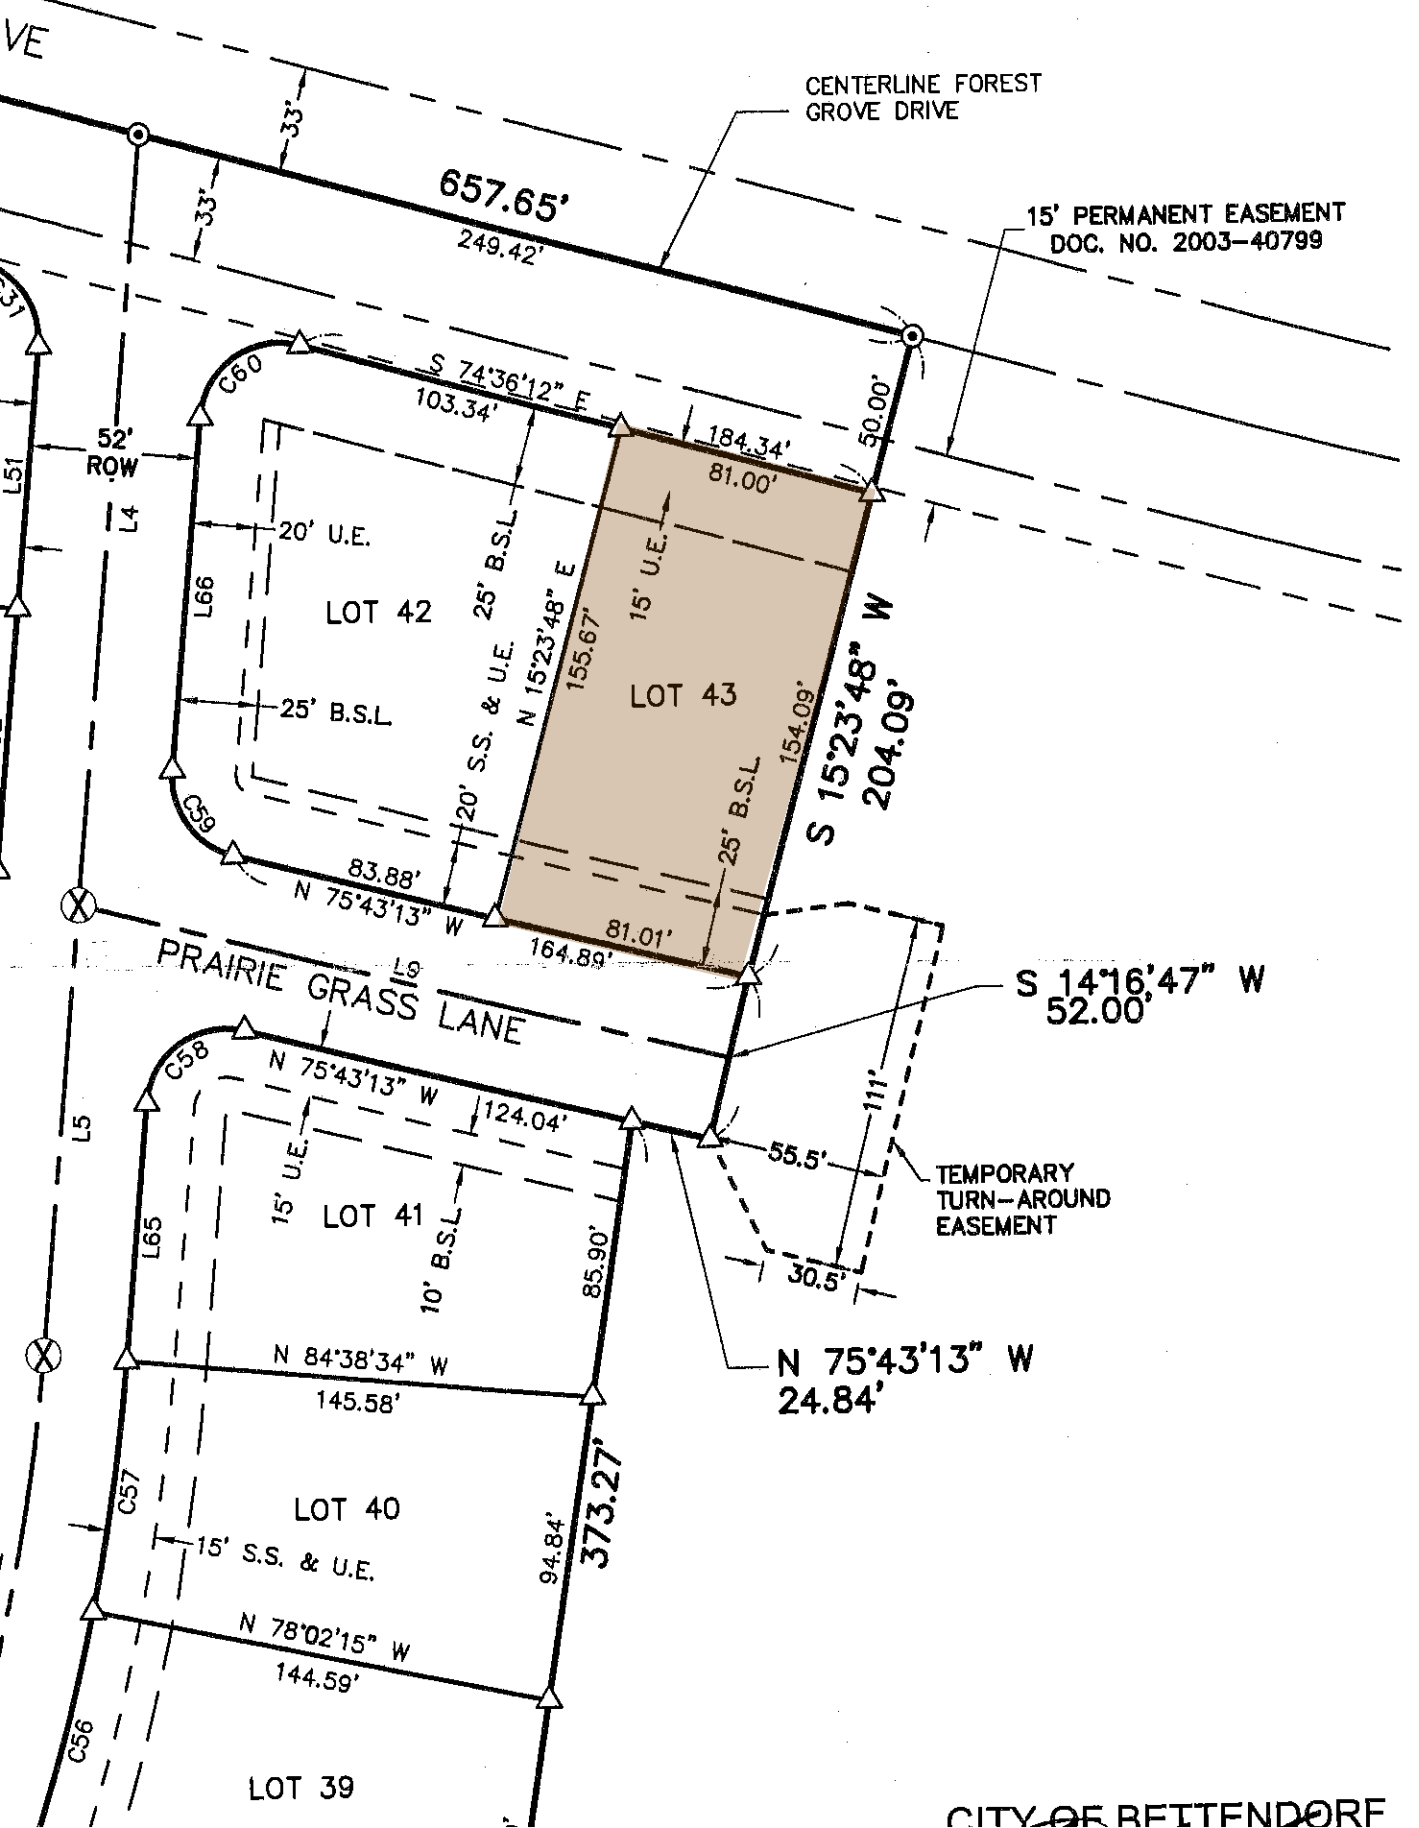 VE
CENTERLINE FOREST
GROVE DRIVE
33'
33'
657.65'
249.42'
15' PERMANENT EASEMENT
DOC. NO. 2003-40799
C31
C60
S 74°36'12" E
103.34'
184.34'
81.00'
50.00'
52'
ROW
L51
L4
20' U.E.
L66
LOT 42
25' B.S.L.
20' S.S. & U.E.
25' B.S.L.
N 15°23'48" E
155.67'
15' U.E.
LOT 43
154.09'
25' B.S.L.
S 15°23'48" W
204.09'
C59
83.88'
N 75°43'13" W
81.01'
164.89'
PRAIRIE GRASS LANE
L9
S 14°16'47" W
52.00'
C58
N 75°43'13" W
124.04'
L5
15' U.E.
LOT 41
10' B.S.L.
L65
85.90'
111'
55.5'
30.5'
TEMPORARY
TURN-AROUND
EASEMENT
N 75°43'13" W
24.84'
N 84°38'34" W
145.58'
373.27'
C57
LOT 40
94.84'
15' S.S. & U.E.
N 78°02'15" W
144.59'
C56
LOT 39
CITY OF BETTENDORF